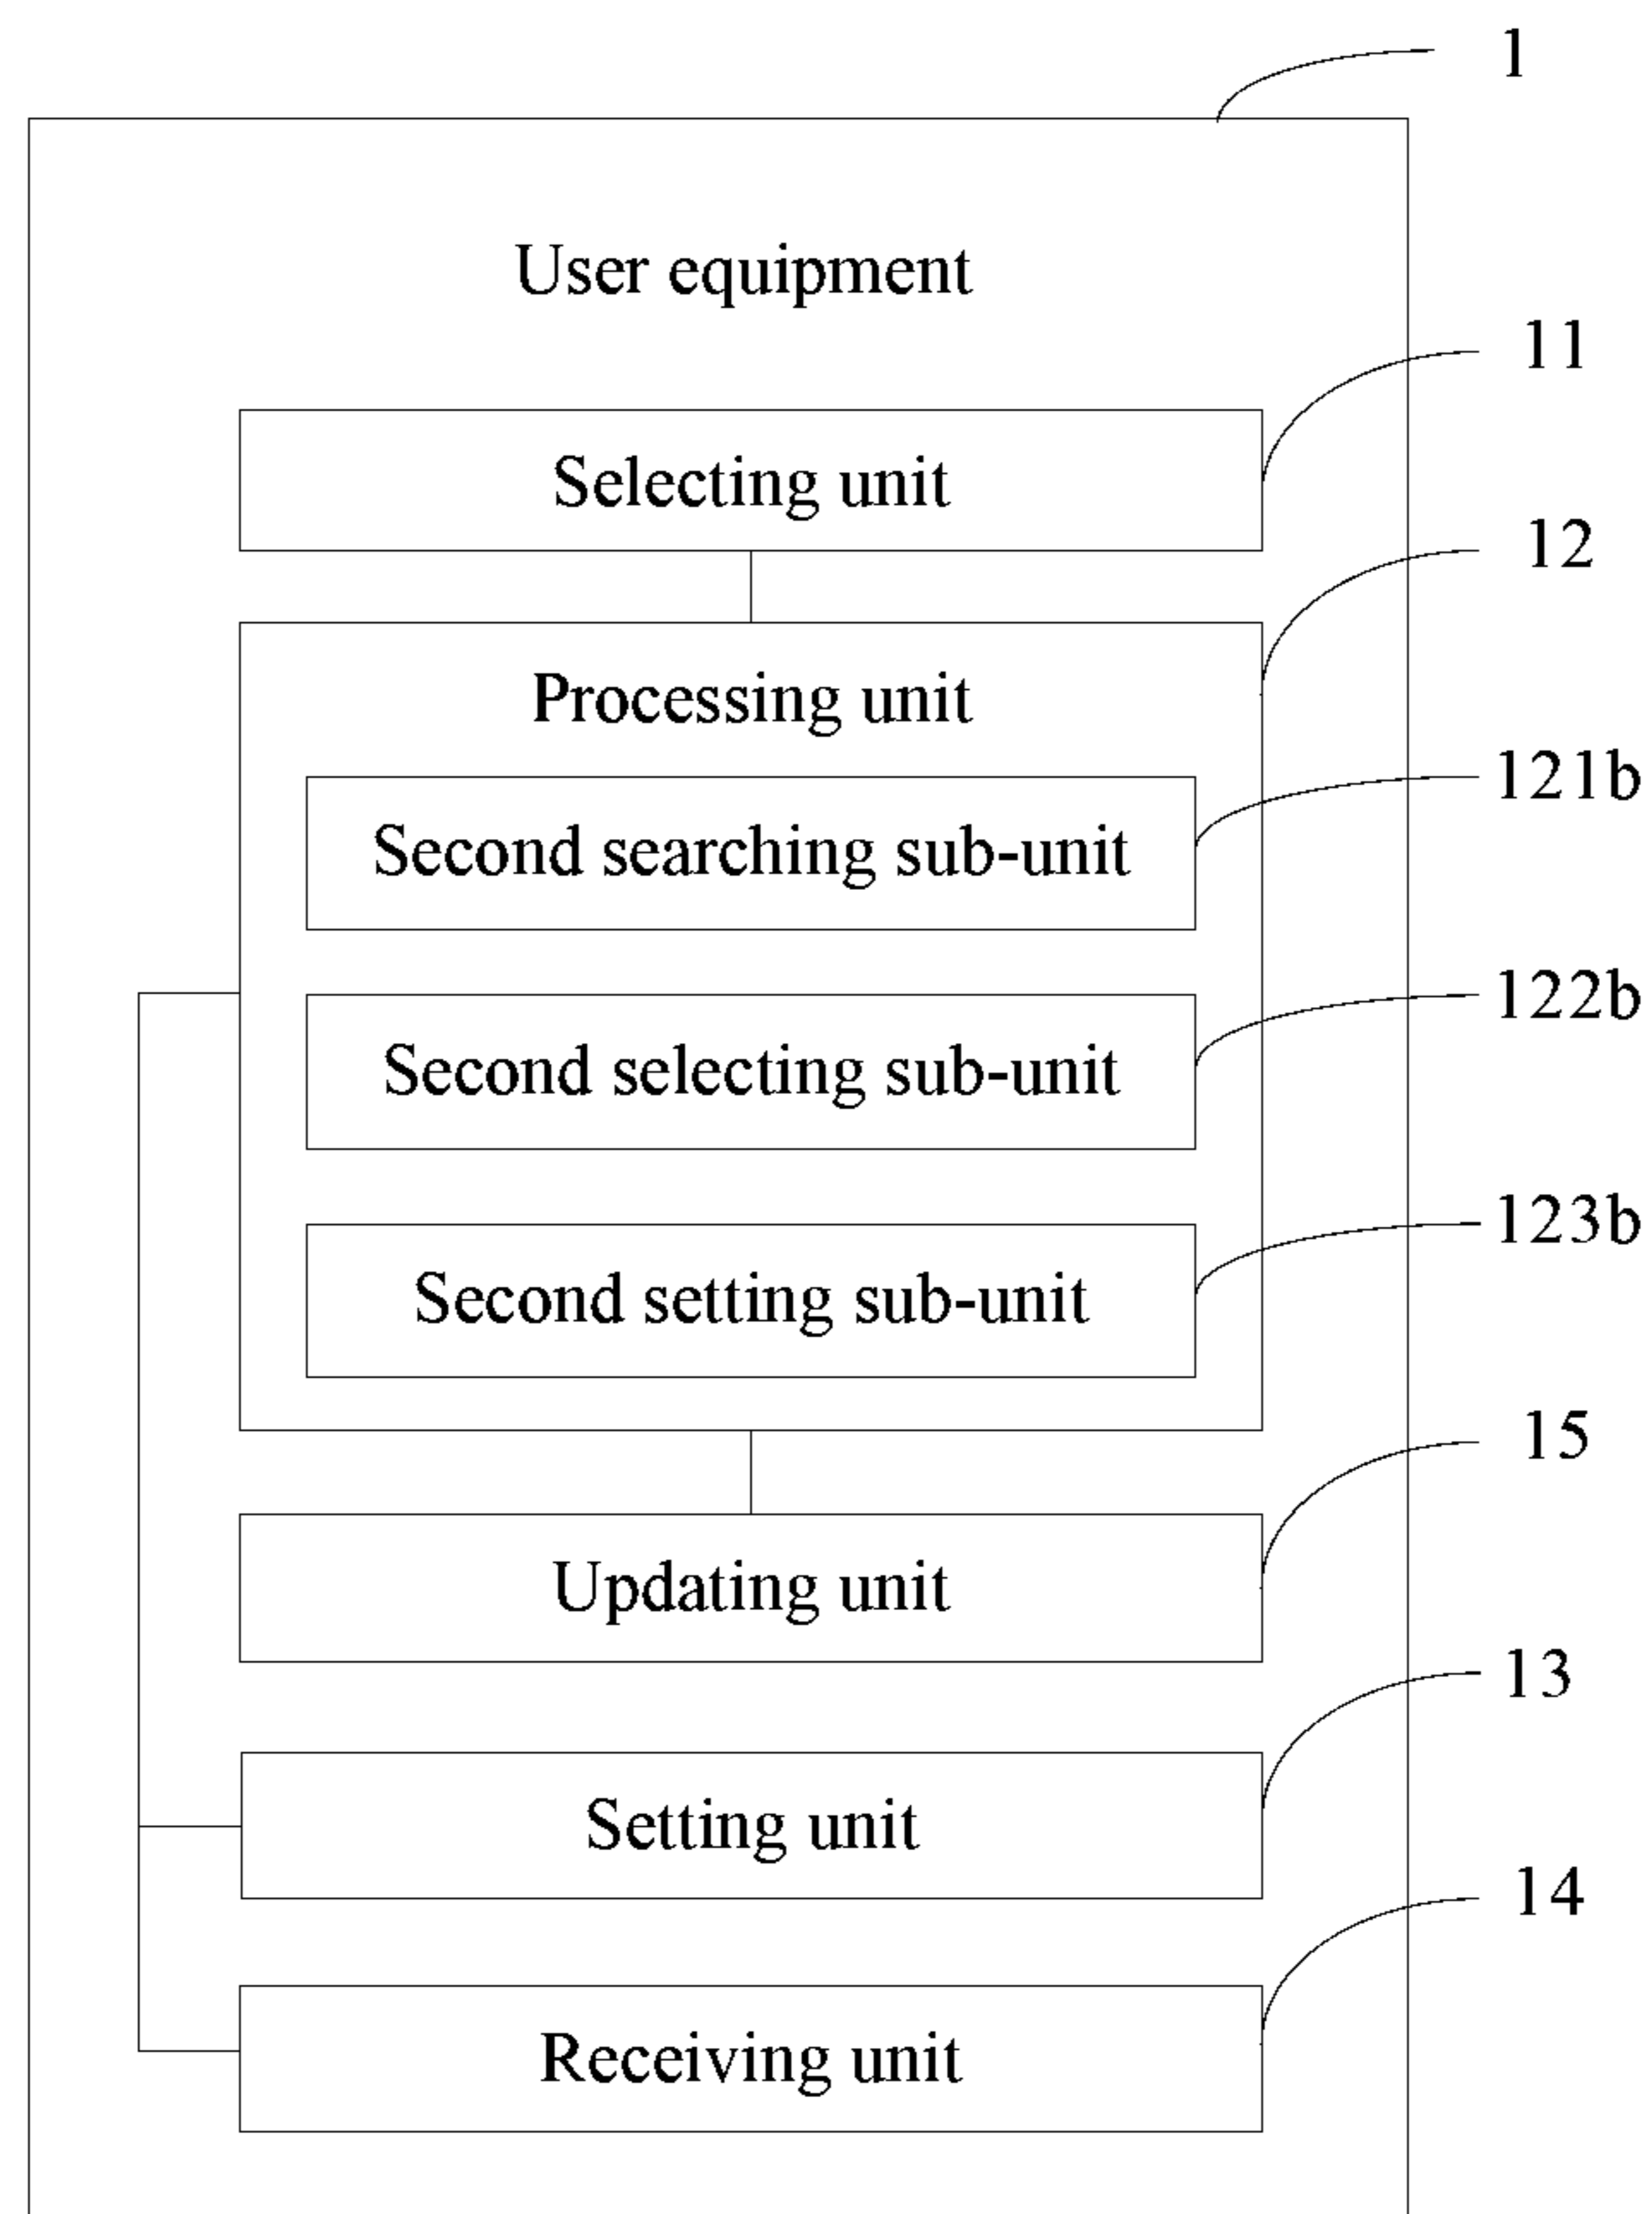 1
User equipment
11
Selecting unit
12
Processing unit
121b
Second searching sub-unit
122b
Second selecting sub-unit
123b
Second setting sub-unit
15
Updating unit
13
Setting unit
14
Receiving unit